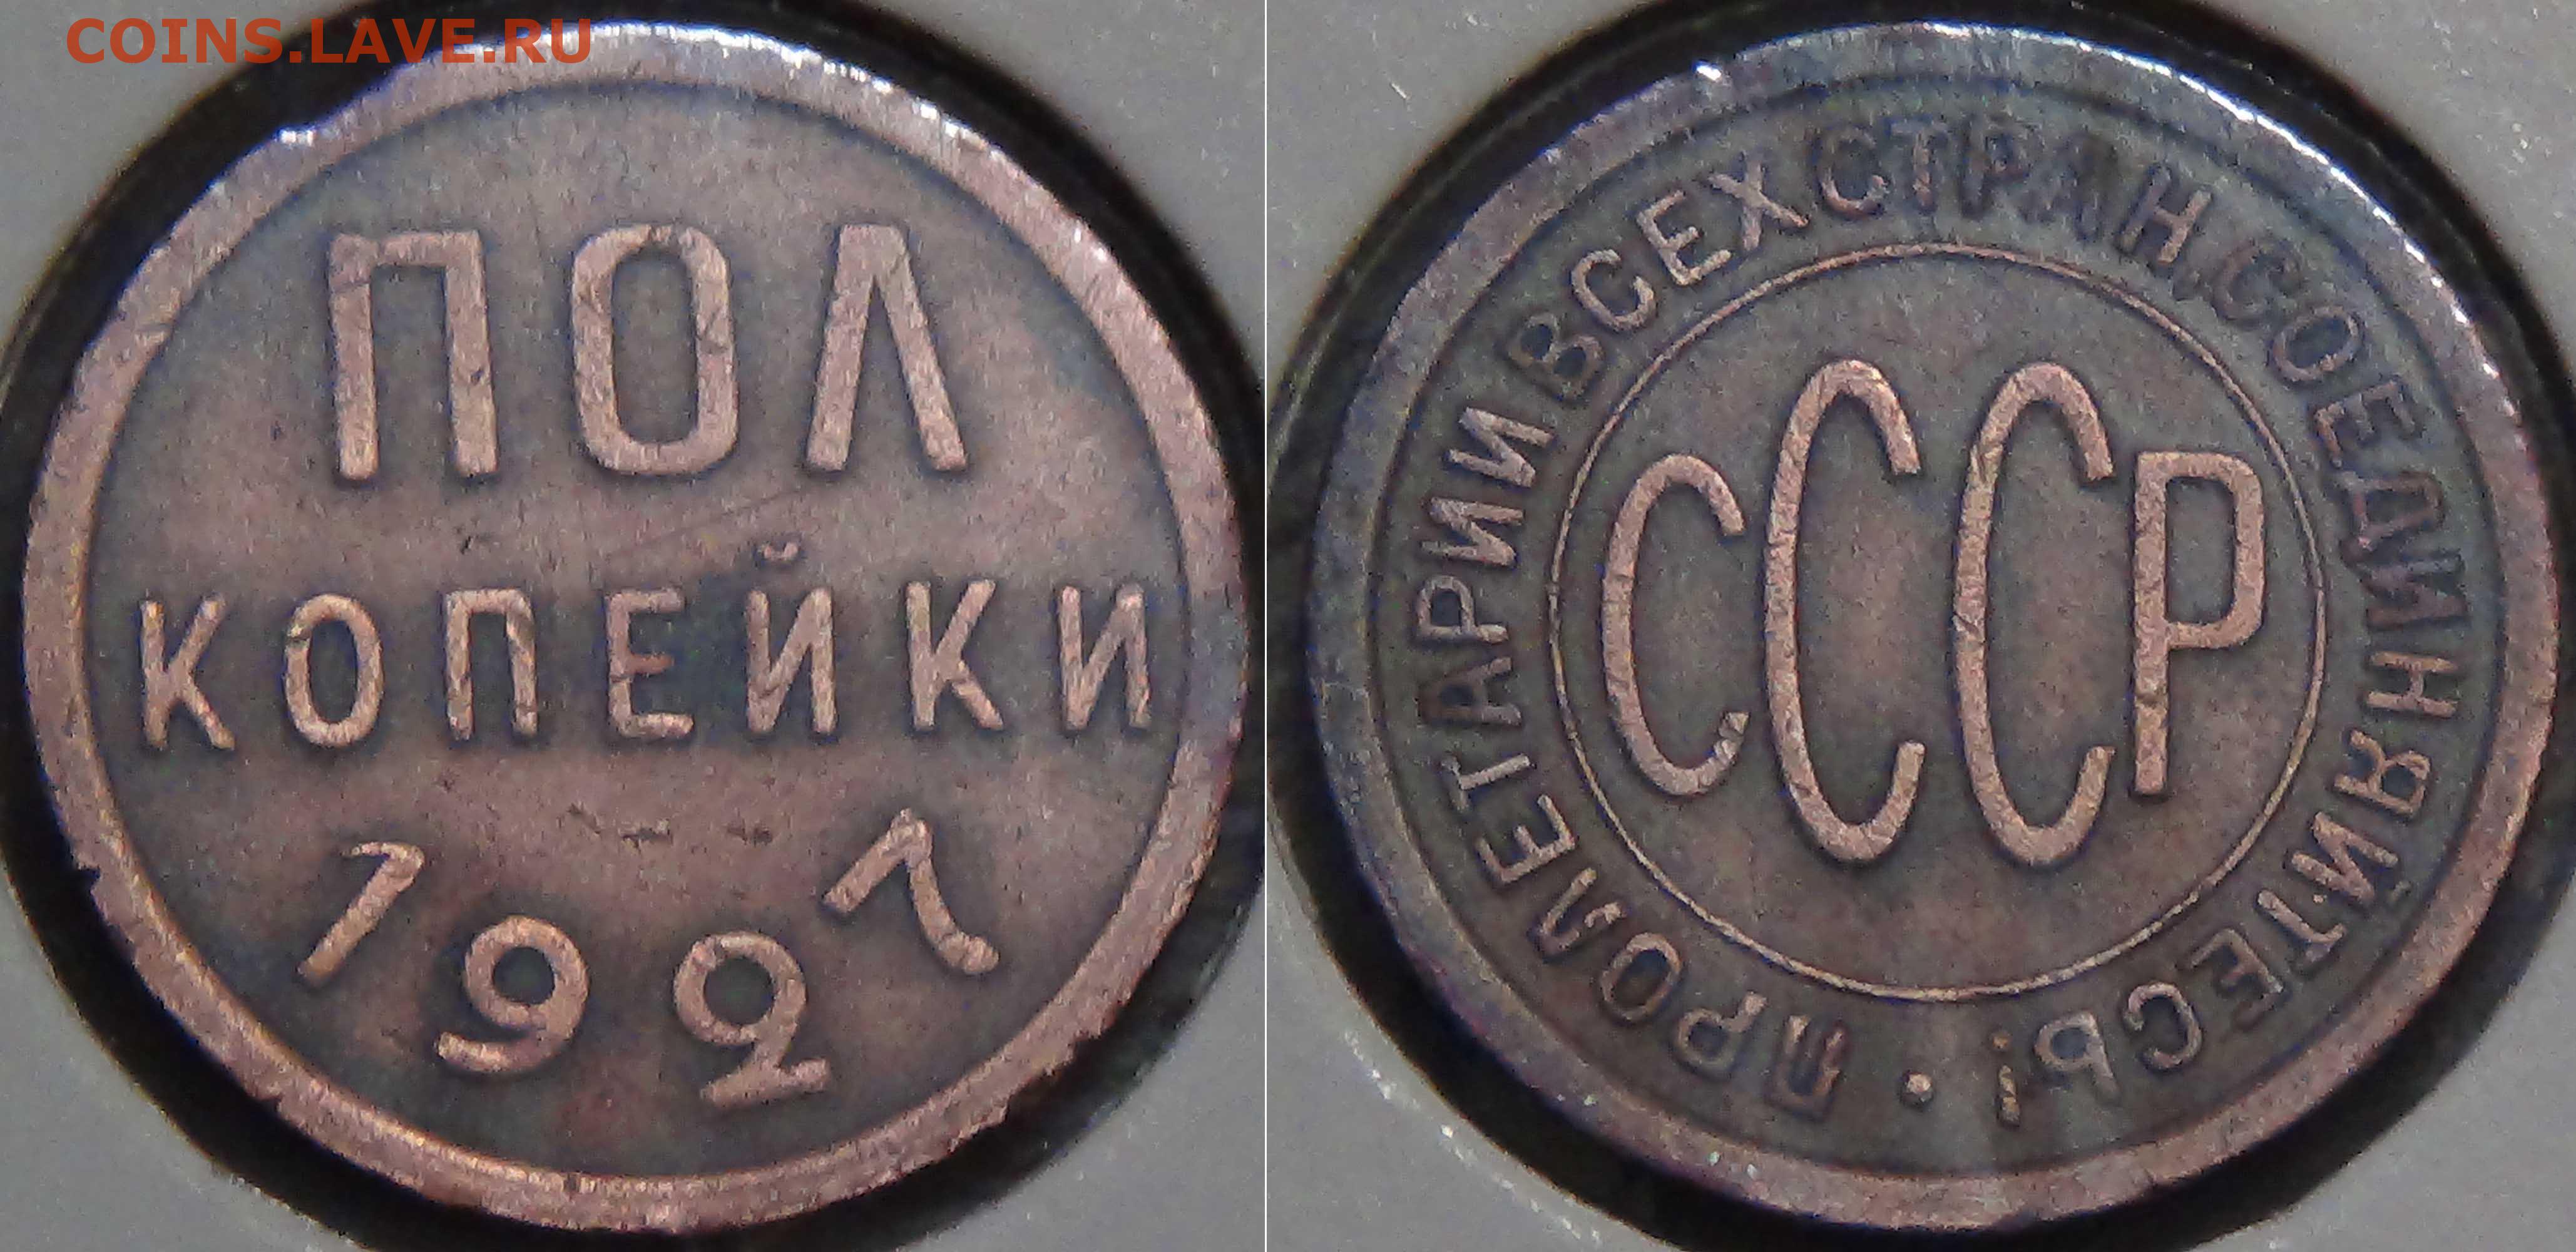 COINS.LAVE.RU
ПОЛ
КОПЕЙКИ
1927
ПРОЛЕТАРИИ ВСЕХ СТРАН, СОЕДИНЯЙТЕСЬ! •
СССР